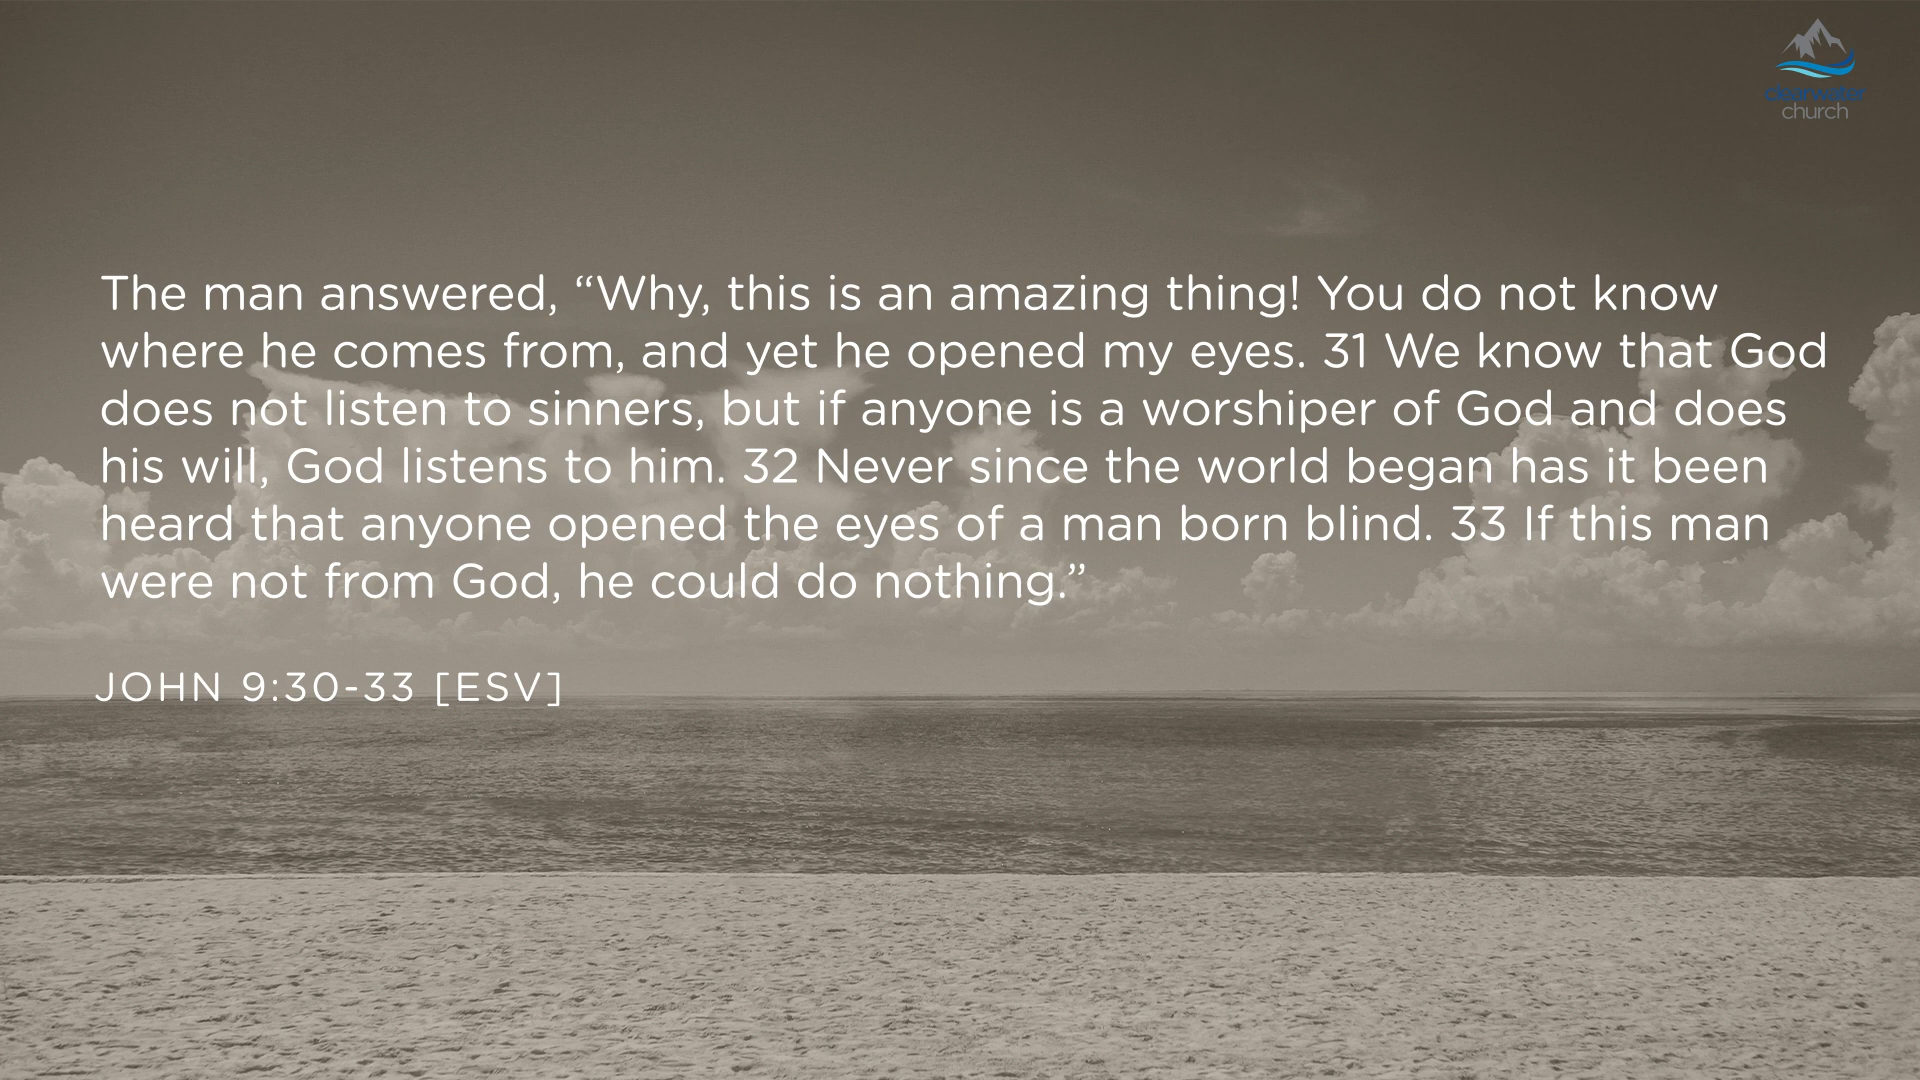 clearwater
church
The man answered, “Why, this is an amazing thing! You do not know
where he comes from, and yet he opened my eyes. 31 We know that God
does not listen to sinners, but if anyone is a worshiper of God and does
his will, God listens to him. 32 Never since the world began has it been
heard that anyone opened the eyes of a man born blind. 33 If this man
were not from God, he could do nothing.”
JOHN 9:30-33 [ESV]